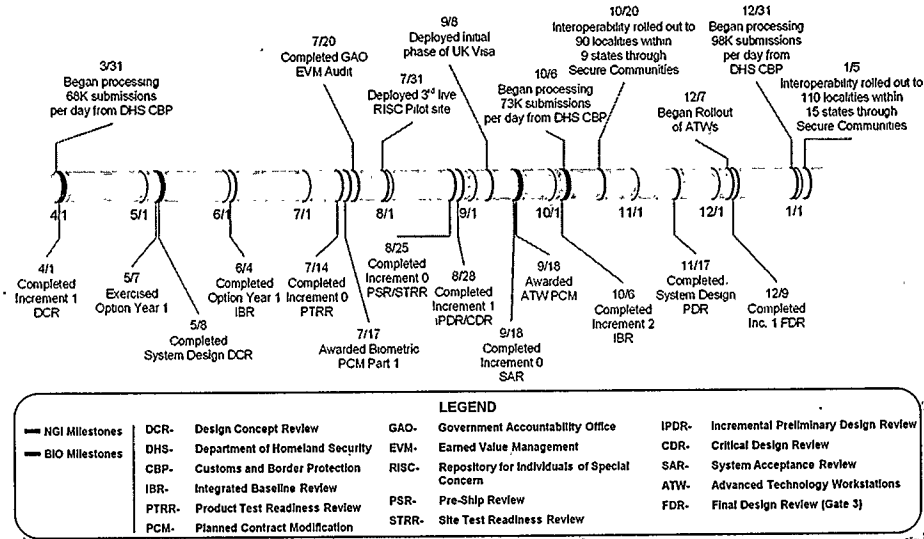 3/31
Began processing
68K submissions
per day from DHS CBP
7/20
Completed GAO
EVM Audit
7/31
Deployed 3rd live
RISC Pilot site
9/8
Deployed initial
phase of UK Visa
10/6
Began processing
73K submissions
per day from DHS CBP
10/20
Interoperability rolled out to
90 localities within
9 states through
Secure Communities
12/7
Began Rollout
of ATWs
12/31
Began processing
98K submissions
per day from
DHS CBP
1/5
Interoperability rolled out to
110 localities within
15 states through
Secure Communities
4/1
5/1
6/1
7/1
8/1
9/1
10/1
11/1
12/1
1/1
4/1
Completed
Increment 1
DCR
5/7
Exercised
Option Year 1
5/8
Completed
System Design DCR
6/4
Completed
Option Year 1
IBR
7/14
Completed
Increment 0
PTRR
7/17
Awarded Biometric
PCM Part 1
8/25
Completed
Increment 0
PSR/STRR
8/28
Completed
Increment 1
IPDR/CDR
9/18
Completed
Increment 0
SAR
9/18
Awarded
ATW PCM
10/6
Completed
Increment 2
IBR
11/17
Completed
System Design
PDR
12/9
Completed
Inc. 1 FDR
LEGEND
NGI Milestones
BIO Milestones
DCR- Design Concept Review
DHS- Department of Homeland Security
CBP- Customs and Border Protection
IBR- Integrated Baseline Review
PTRR- Product Test Readiness Review
PCM- Planned Contract Modification
GAO- Government Accountability Office
EVM- Earned Value Management
RISC- Repository for Individuals of Special
Concern
PSR- Pre-Ship Review
STRR- Site Test Readiness Review
IPDR- Incremental Preliminary Design Review
CDR- Critical Design Review
SAR- System Acceptance Review
ATW- Advanced Technology Workstations
FDR- Final Design Review (Gate 3)